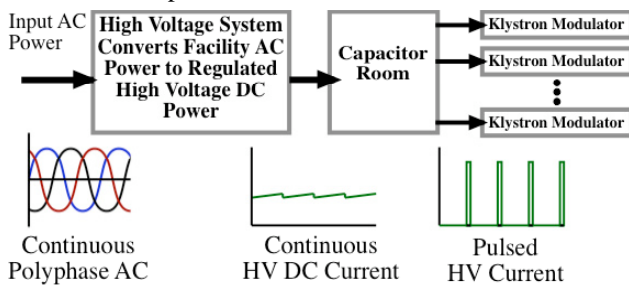 Input AC
Power
High Voltage System
Converts Facility AC
Power to Regulated
High Voltage DC
Power
Capacitor
Room
Klystron Modulator
Klystron Modulator
Klystron Modulator
Continuous
Polyphase AC
Continuous
HV DC Current
Pulsed
HV Current